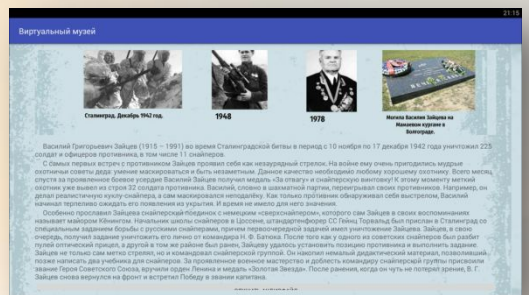 21:15
Виртуальный музей
Сталинград. Декабрь 1942 год.
1948
1978
Могила Василия Зайцева на
Мамаевом кургане в
Волгограде.
Василий Григорьевич Зайцев (1915 – 1991) во время Сталинградской битвы в период с 10 ноября по 17 декабря 1942 года уничтожил 225
солдат и офицеров противника, в том числе 11 снайперов.
С самых первых встреч с противником Зайцев проявил себя как незаурядный стрелок. На войне ему очень пригодились мудрые
охотничьи советы деда: умение маскироваться и быть незаметным. Данное качество необходимо любому хорошему охотнику. Всего месяц
спустя за проявленное боевое усердие Василий Зайцев получил медаль «За отвагу» и снайперскую винтовку! К этому моменту меткий
охотник уже вывел из строя 32 солдата противника. Василий, словно в шахматной партии, переигрывал своих противников. Например, он
делал реалистичную куклу снайпера, а сам маскировался неподалёку. Как только противник обнаруживал себя выстрелом, Василий
начинал терпеливо ожидать его появления из укрытия. И время не имело для него значения.
Особенно прославил Зайцева снайперский поединок с немецким «сверхснайпером», которого сам Зайцев в своих воспоминаниях
называет майором Кёнингом. Начальник школы снайперов в Цоссене, штандартенфюрер СС Гейнц Торвальд был прислан в Сталинград со
специальным заданием борьбы с русскими снайперами, причем первоочередной задачей имел уничтожение Зайцева. Зайцев, в свою
очередь, получил задание уничтожить его лично от командира Н. Ф. Батюка. После того как у одного из советских снайперов был разбит
пулей оптический прицел, а другой в том же районе был ранен, Зайцеву удалось установить позицию противника и выполнить задание.
Зайцев не только сам метко стрелял, но и командовал снайперской группой. Он накопил немалый дидактический материал, позволивший
позже написать два учебника для снайперов. За проявленное военное мастерство и доблесть командиру снайперской группы присвоили
звание Героя Советского Союза, вручили орден Ленина и медаль «Золотая Звезда». После ранения, когда он чуть не потерял зрение, В. Г.
Зайцев снова вернулся на фронт и встретил Победу в звании капитана.